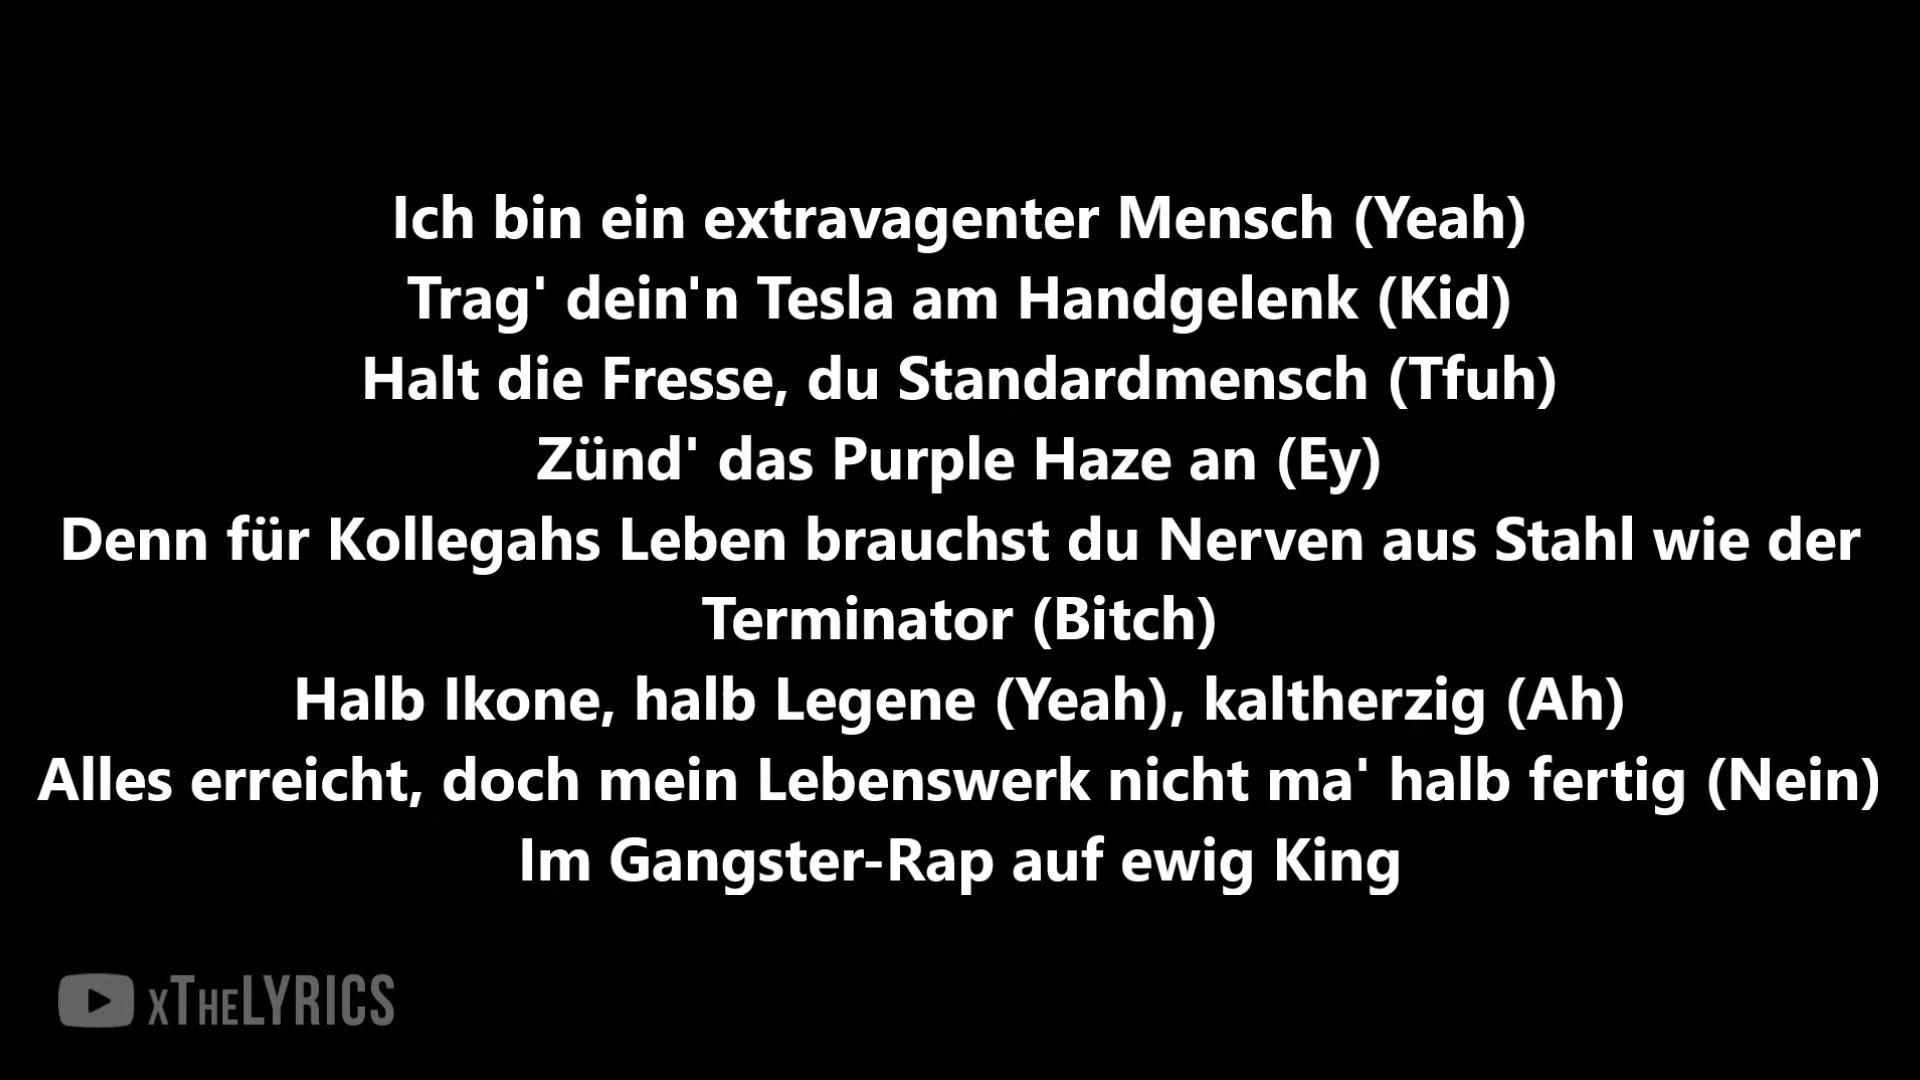 Ich bin ein extravagenter Mensch (Yeah)
Trag' dein'n Tesla am Handgelenk (Kid)
Halt die Fresse, du Standardmensch (Tfuh)
Zünd' das Purple Haze an (Ey)
Denn für Kollegahs Leben brauchst du Nerven aus Stahl wie der
Terminator (Bitch)
Halb Ikone, halb Legene (Yeah), kaltherzig (Ah)
Alles erreicht, doch mein Lebenswerk nicht ma' halb fertig (Nein)
Im Gangster-Rap auf ewig King
xTheLYRICS